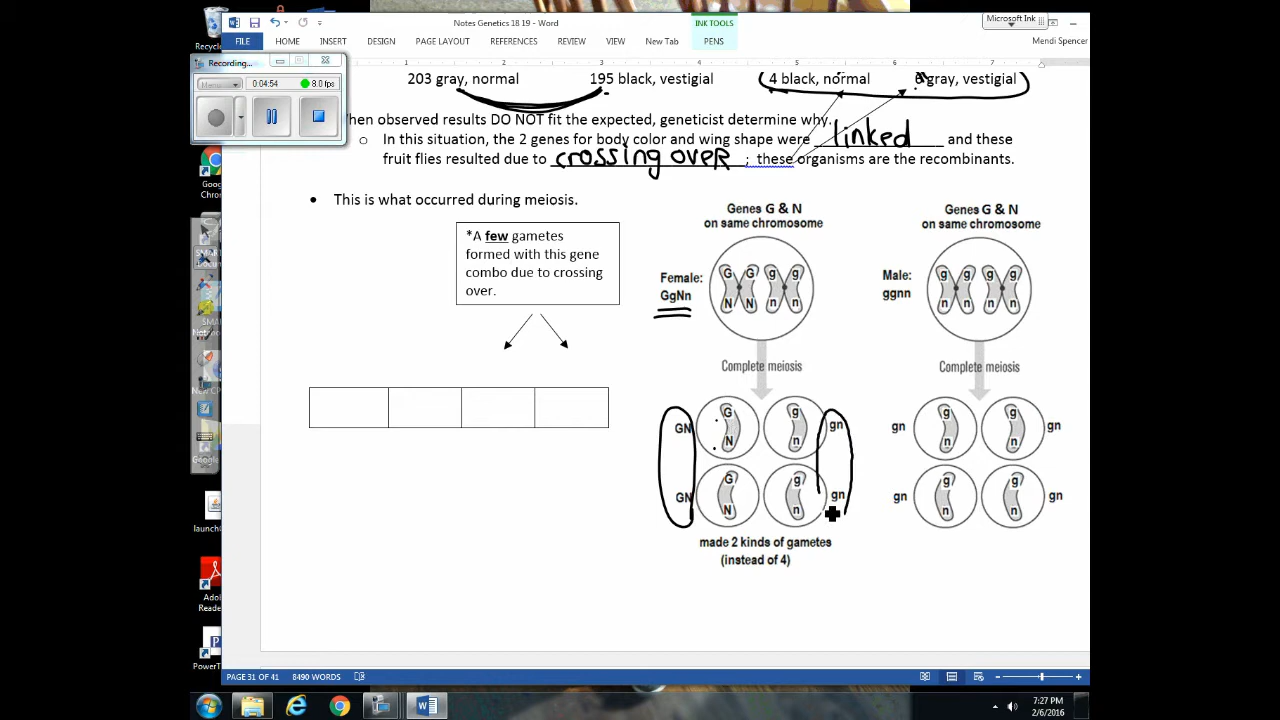 Notes Genetics 18 19 - Word
INK TOOLS
Microsoft Ink
FILE HOME INSERT DESIGN PAGE LAYOUT REFERENCES REVIEW VIEW New Tab PENS
Mendi Spencer
Recording...
Menu
0:04:54 8.0 fps
203 gray, normal 195 black, vestigial 4 black, normal gray, vestigial
When observed results DO NOT fit the expected, geneticist determine why.
o In this situation, the 2 genes for body color and wing shape were linked and these
fruit flies resulted due to crossing over ; these organisms are the recombinants.
• This is what occurred during meiosis.
*A few gametes
formed with this gene
combo due to crossing
over.
Genes G & N
on same chromosome
Female:
GgNn
G G g g
N N n n
Complete meiosis
GN G N g n gn
GN G N g n gn
made 2 kinds of gametes
(instead of 4)
Genes G & N
on same chromosome
Male:
ggnn
g g g g
n n n n
Complete meiosis
gn g n g n gn
gn g n g n gn
PAGE 31 OF 41 8490 WORDS
7:27 PM
2/6/2016